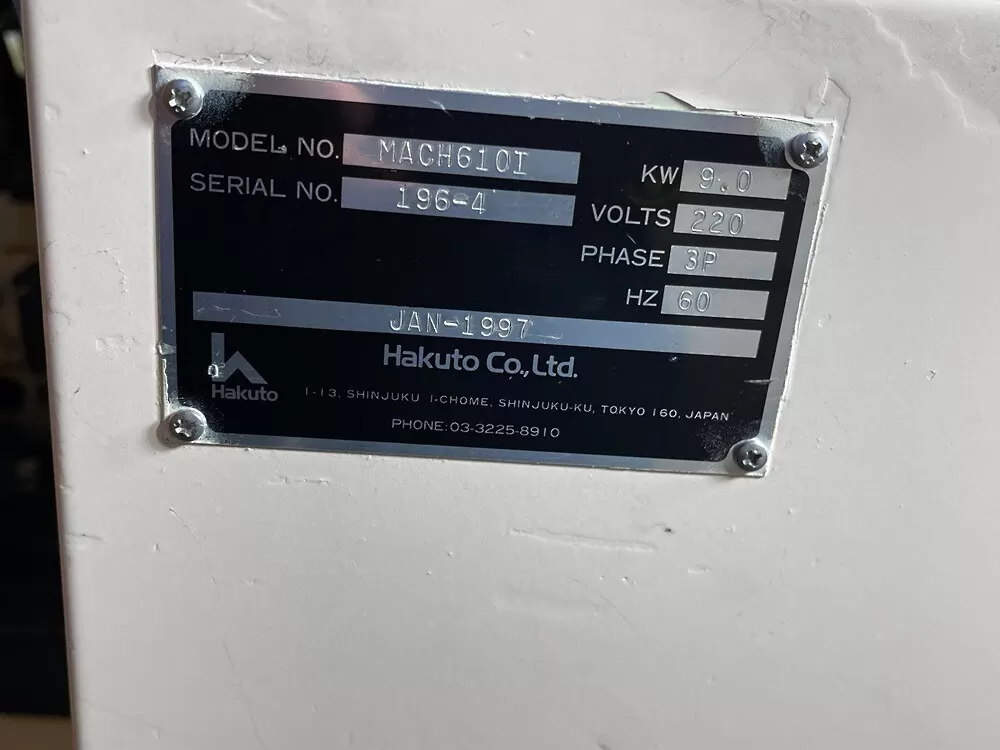 MODEL NO. MACH610I
SERIAL NO. 196-4
KW 9.0
VOLTS 220
PHASE 3P
HZ 60
JAN-1997
Hakuto
Hakuto Co.,Ltd.
1-13, SHINJUKU 1-CHOME, SHINJUKU-KU, TOKYO 160, JAPAN
PHONE: 03-3225-8910